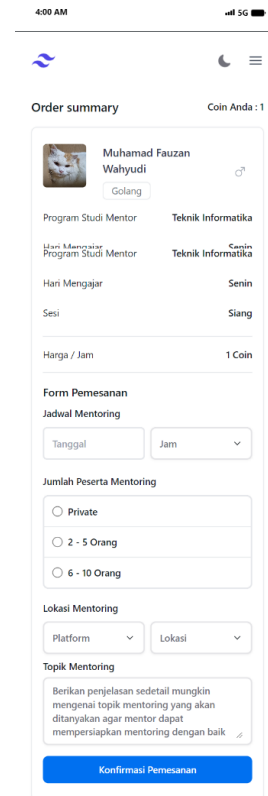 4:00 AM 5G
Order summary Coin Anda : 1
Muhamad Fauzan
Wahyudi
Golang
Program Studi Mentor Teknik Informatika
Hari Mengajar Senin
Program Studi Mentor Teknik Informatika
Hari Mengajar Senin
Sesi Siang
Harga / Jam 1 Coin
Form Pemesanan
Jadwal Mentoring
Tanggal Jam
Jumlah Peserta Mentoring
Private
2 - 5 Orang
6 - 10 Orang
Lokasi Mentoring
Platform Lokasi
Topik Mentoring
Berikan penjelasan sedetail mungkin
mengenai topik mentoring yang akan
ditanyakan agar mentor dapat
mempersiapkan mentoring dengan baik
Konfirmasi Pemesanan